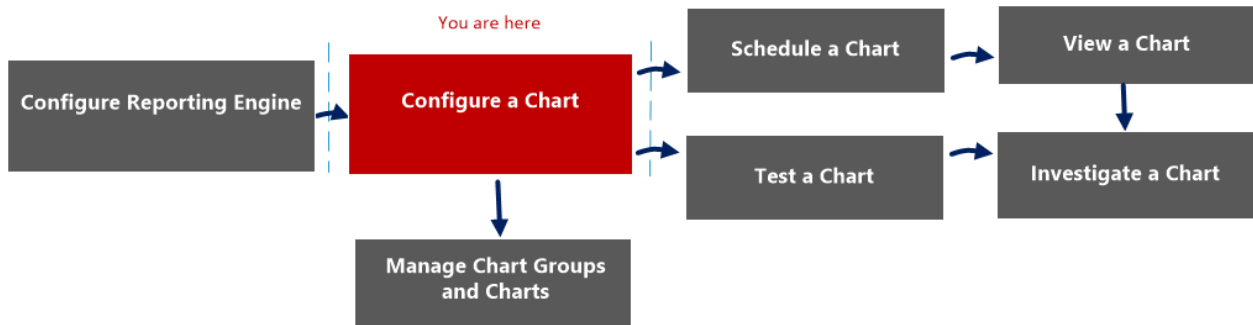 You are here
Configure Reporting Engine
Configure a Chart
Schedule a Chart
View a Chart
Test a Chart
Investigate a Chart
Manage Chart Groups
and Charts